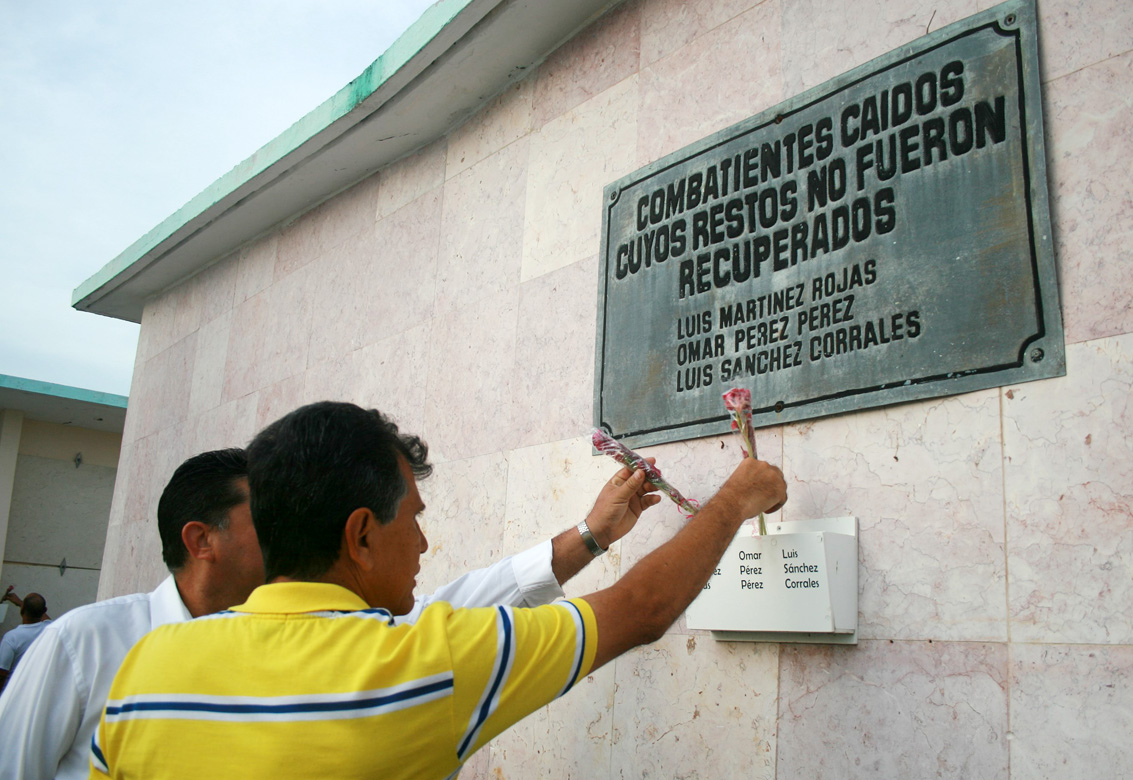 COMBATIENTES CAIDOS
CUYOS RESTOS NO FUERON
RECUPERADOS
LUIS MARTINEZ ROJAS
OMAR PEREZ PEREZ
LUIS SANCHEZ CORRALES
Omar Luis
Pérez Sánchez
Pérez Corrales